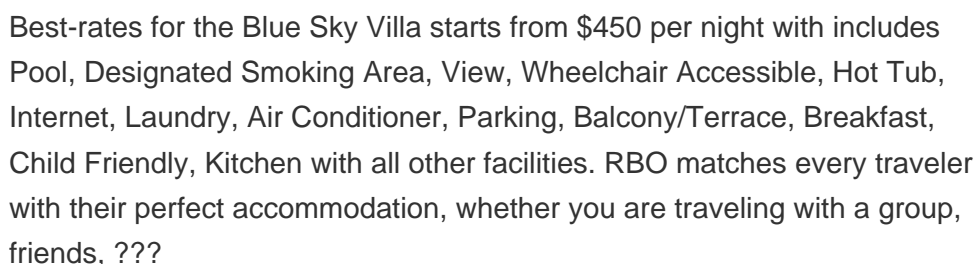 Best-rates for the Blue Sky Villa starts from $450 per night with includes
Pool, Designated Smoking Area, View, Wheelchair Accessible, Hot Tub,
Internet, Laundry, Air Conditioner, Parking, Balcony/Terrace, Breakfast,
Child Friendly, Kitchen with all other facilities. RBO matches every traveler
with their perfect accommodation, whether you are traveling with a group,
friends, ???